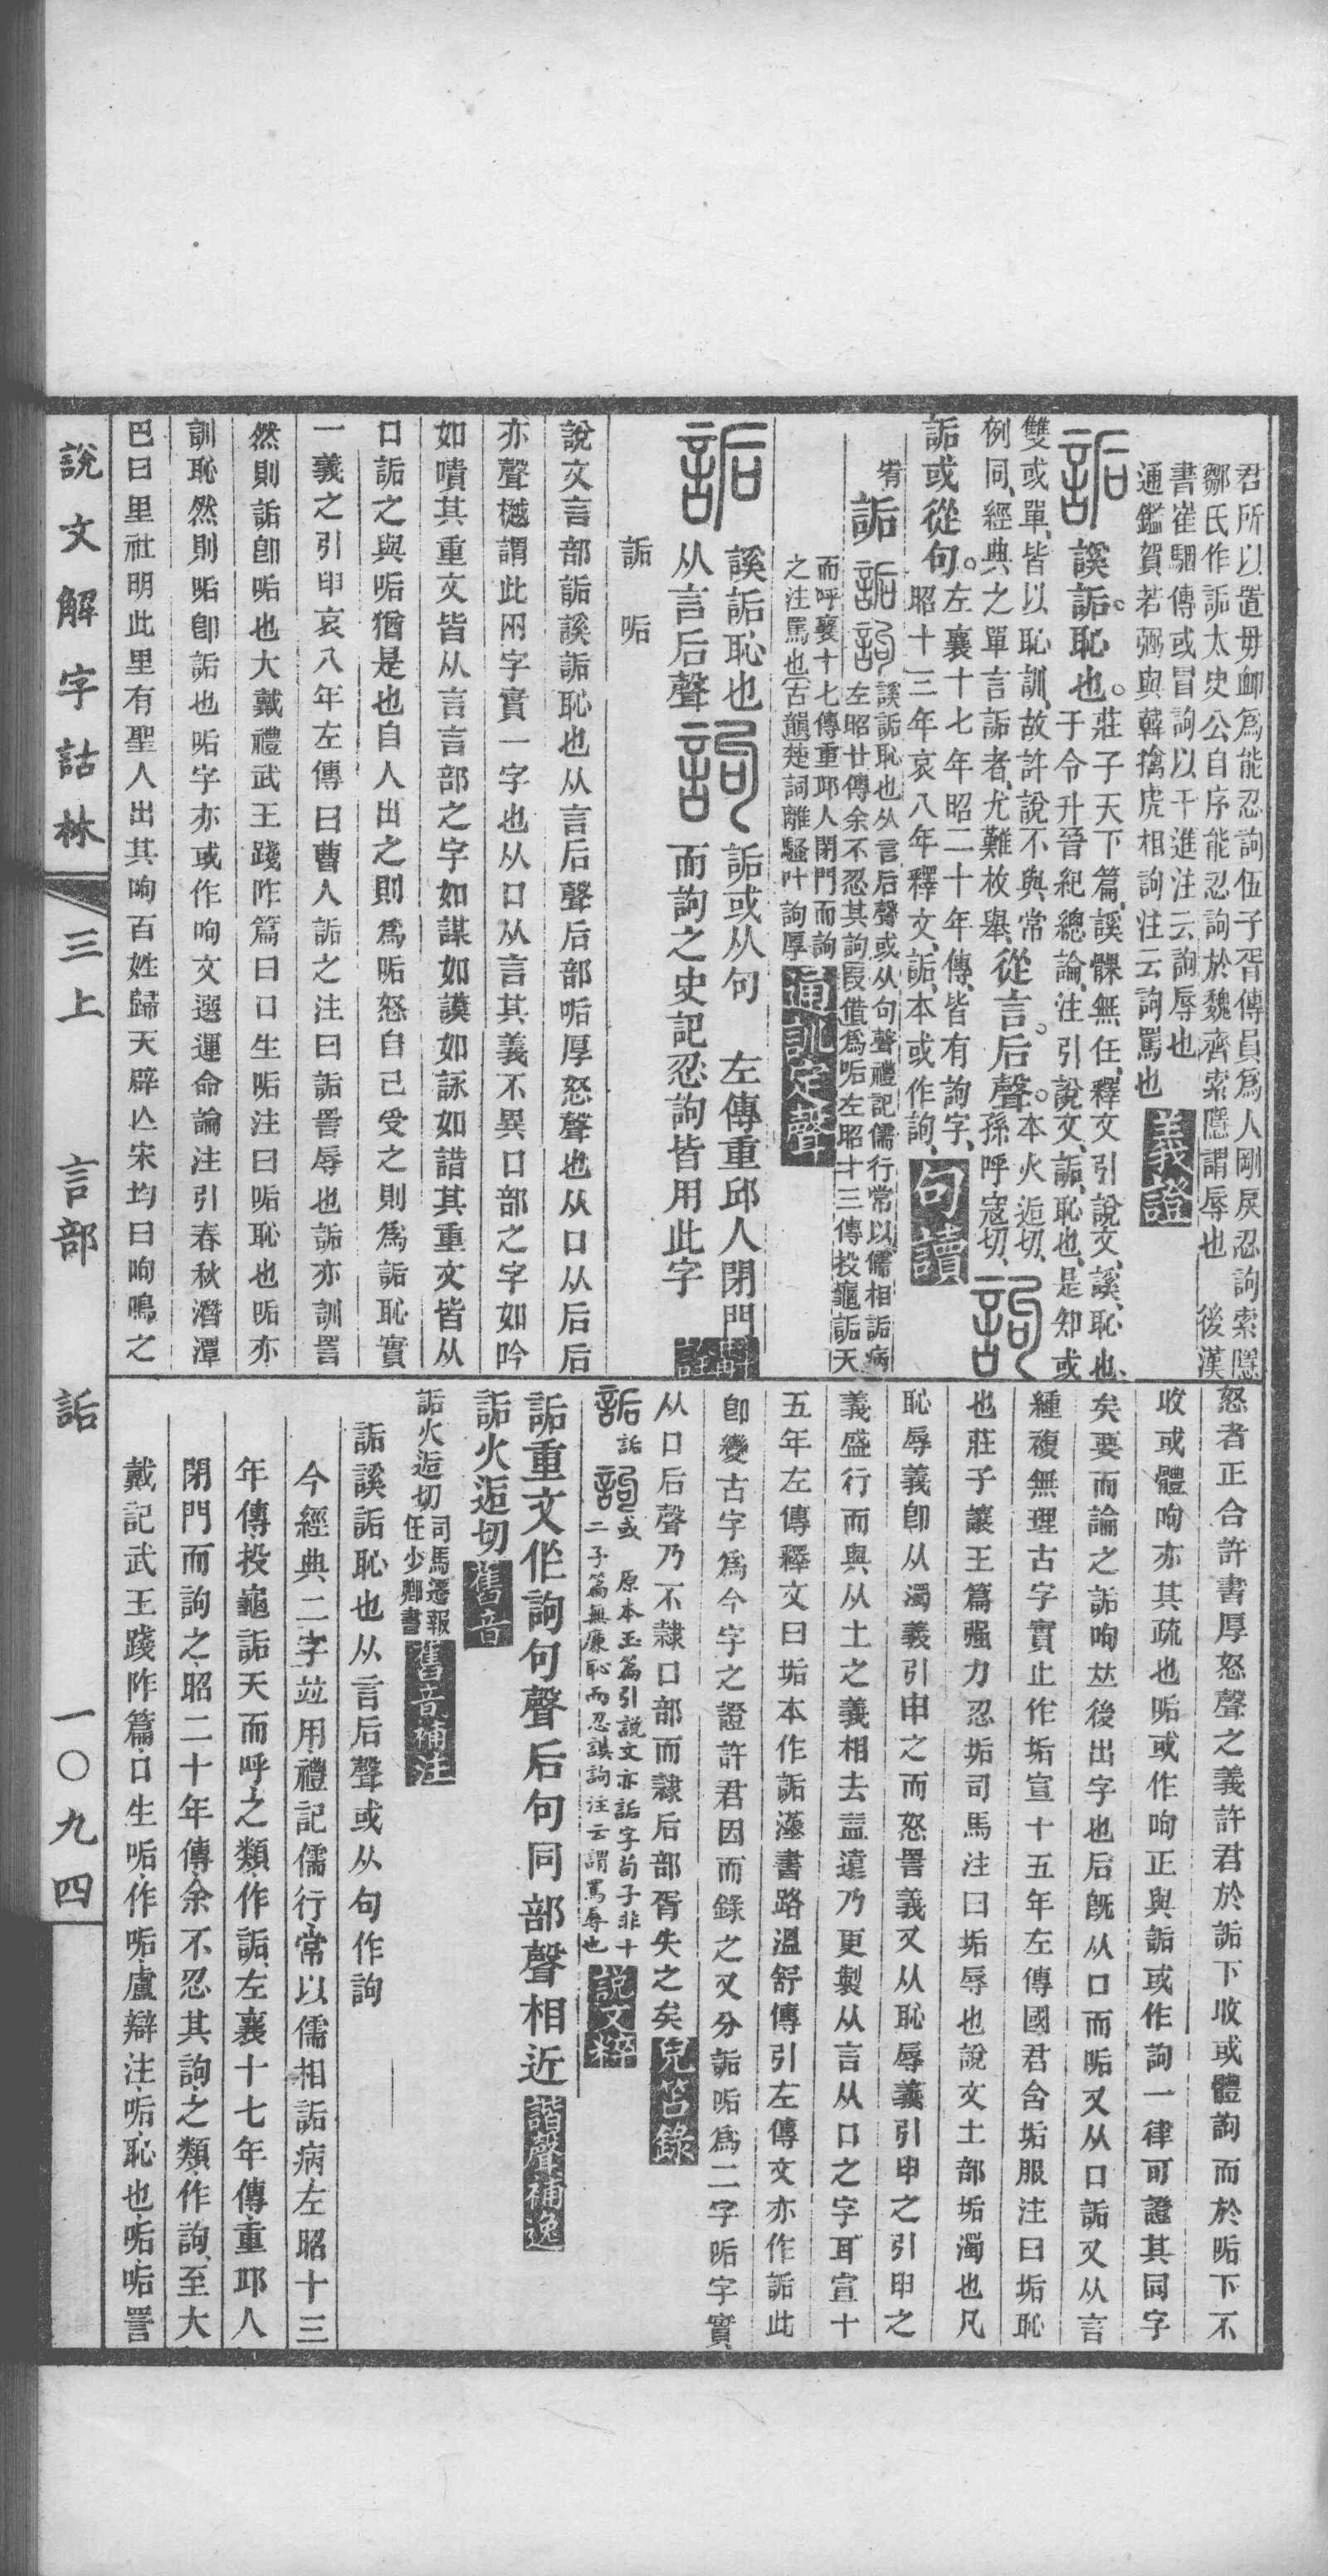 君所以置毋衈爲能忍詢伍子胥傳員爲人剛戾忍詢索隱
鄒氏作詬太史公自序能忍詢於魏齊索隱謂辱也　後漢
書崔駰傳或冒詢以干進注云詢辱也
通鑑賀若弼與韓擒虎相詢注云詢罵也　義證
詬　謑詬。恥也。莊子天下篇、謑髁無任、釋文引說文、謑、恥也、
于令升晉紀總論、注引說文、詬、恥也、是知或
雙或單、皆以恥訓、故許說不與常
例同、經典之單言詬者、尤難枚舉、從言。后聲。本火逅切、
孫呼寇切、詢
詬或從句。左襄十七年昭二十年傳、皆有詢字、
昭十三年哀八年釋文、詬、本或作詢、句讀
詬　詬詢　謑詬恥也从言后聲或从句聲禮記儒行常以儒相詬病
左昭廿傳余不忍其詢叚借爲呧左昭十三傳投龜詬天
而呼襄十七傳重邱人閉門而詢
之注罵也古韻楚詞離騷叶詢厚　通訓定聲
詬　謑詬恥也
从言后聲　詢　詬或从句　左傳重邱人閉門
而詢之史記忍詢皆用此字
詬　㖃
說文言部詬謑詬恥也从言后聲后部㖃厚怒聲也从口从后后
亦聲樾謂此兩字實一字也从口从言其義不異口部之字如吟
如嘖其重文皆从言言部之字如謀如謨如詠如諎其重文皆从
口詬之與㖃猶是也自人出之則爲㖃怒自己受之則爲詬恥實
一義之引申哀八年左傳曰曹人詬之注曰詬詈辱也詬亦訓詈
然則詬卽㖃也大戴禮武王踐阼篇曰口生㖃注曰㖃恥也㖃亦
訓恥然則㖃卽詬也㖃字亦或作呴文選運命論注引春秋潛潭
巴曰里社明此里有聖人出其呴百姓歸天辟亾宋均曰呴鳴之
怒者正合許書厚怒聲之義許君於詬下收或體詢而於㖃下不
收或體呴亦其疏也㖃或作呴正與詬或作詢一律可證其同字
矣要而論之詬呴竝後出字也后旣从口而㖃又从口詬又从言
緟複無理古字實止作垢宣十五年左傳國君含垢服注曰垢恥
也莊子讓王篇强力忍垢司馬注曰垢辱也說文土部垢濁也凡
恥辱義卽从濁義引申之而怒詈義又从恥辱義引申之引申之
義盛行而與从土之義相去益遠乃更製从言从口之字耳宣十
五年左傳釋文曰垢本作詬漢書路溫舒傳引左傳文亦作詬此
卽變古字爲今字之證許君因而錄之又分詬㖃爲二字㖃字實
从口后聲乃不隸口部而隸后部胥失之矣　兒笘錄
詬　詬　詢　或　原本玉篇引說文亦詬字荀子非十
二子篇無廉恥而忍謑詢注云謂罵辱也　說文稡
詬重文作詢句聲后句同部聲相近　諧聲補逸
詬火逅切　舊音
詬火逅切　司馬遷報
任少卿書　舊音補注
詬謑詬恥也从言后聲或从句作詢
今經典二字竝用禮記儒行常以儒相詬病左昭十三
年傳投龜詬天而呼之類作詬左襄十七年傳重邱人
閉門而詢之昭二十年傳余不忍其詢之類作詢至大
戴記武王踐阼篇口生㖃作㖃盧辯注㖃恥也㖃㖃詈
說文解字詁林　三上　言部　詬　一〇九四